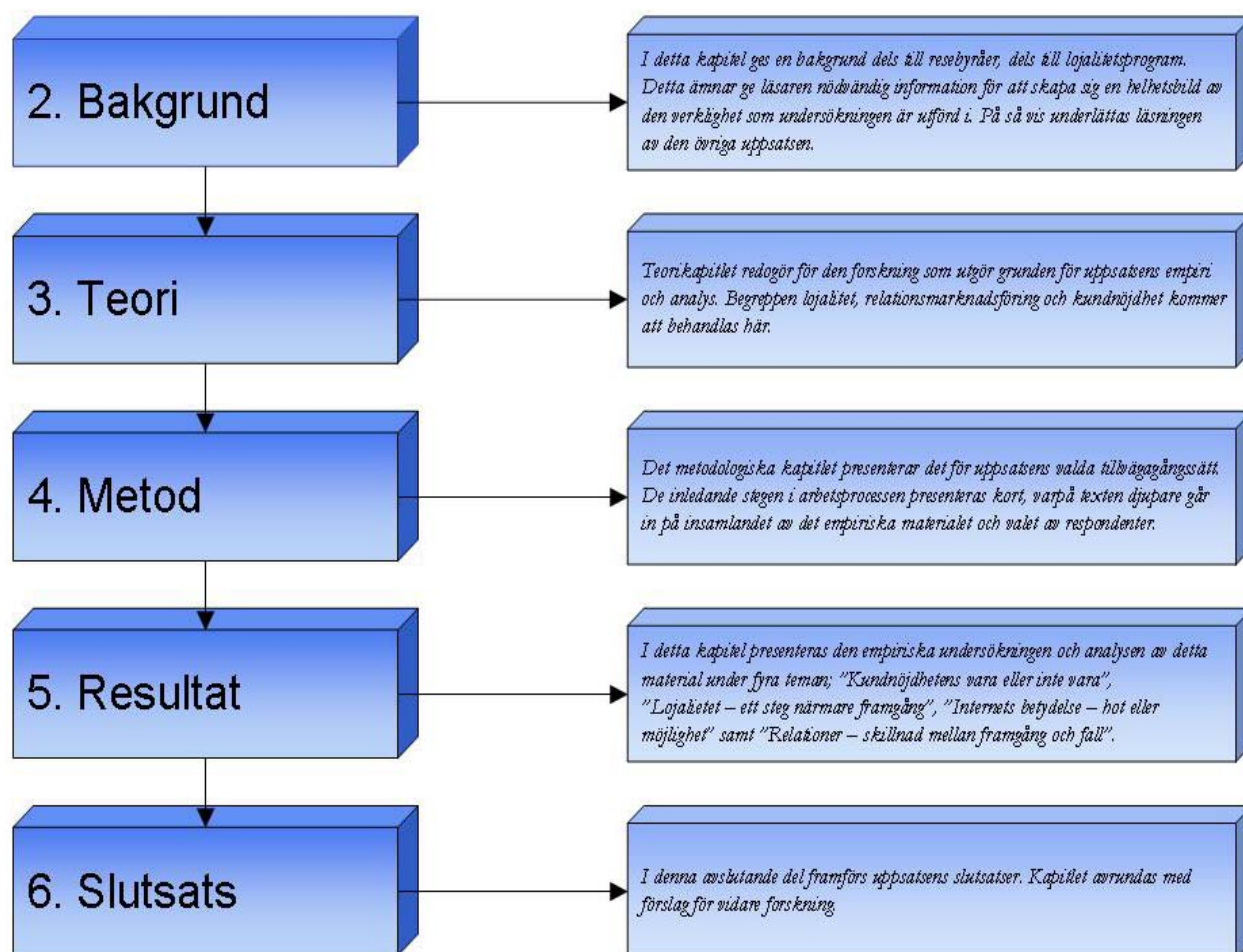 2. Bakgrund
I detta kapitel ges en bakgrund dels till resebyråer, dels till lojalitetsprogram.
Detta ämnar ge läsaren nödvändig information för att skapa sig en helhetsbild av
den verklighet som undersökningen är utförd i. På så vis underlättas läsningen
av den övriga uppsatsen.
3. Teori
Teorikapitlet redogör för den forskning som utgör grunden för uppsatsens empiri
och analys. Begreppen lojalitet, relationsmarknadsföring och kundnöjdhet kommer
att behandlas här.
4. Metod
Det metodologiska kapitlet presenterar det för uppsatsens valda tillvägagångssätt.
De inledande stegen i arbetsprocessen presenteras kort, varpå texten djupare går
in på insamlandet av det empiriska materialet och valet av respondenter.
5. Resultat
I detta kapitel presenteras den empiriska undersökningen och analysen av detta
material under fyra teman; ”Kundnöjdhetens vara eller inte vara”,
”Lojalietet – ett steg närmare framgång”, ”Internets betydelse – hot eller
möjlighet” samt ”Relationer – skillnad mellan framgång och fall”.
6. Slutsats
I denna avslutande del framförs uppsatsens slutsatser. Kapitlet avrundas med
förslag för vidare forskning.